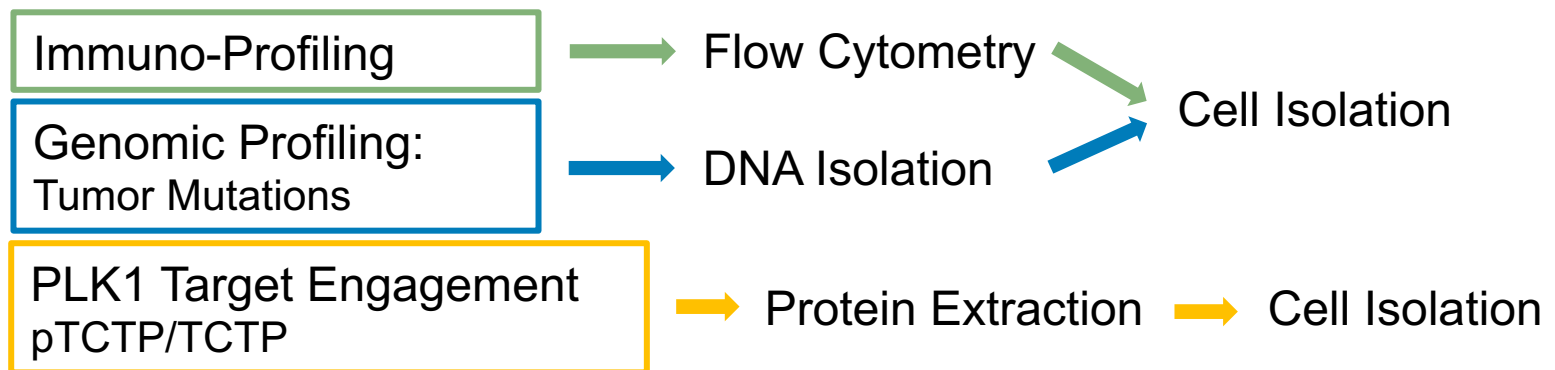 Immuno-Profiling
Flow Cytometry
Cell Isolation
Genomic Profiling:
Tumor Mutations
DNA Isolation
PLK1 Target Engagement
pTCTP/TCTP
Protein Extraction
Cell Isolation